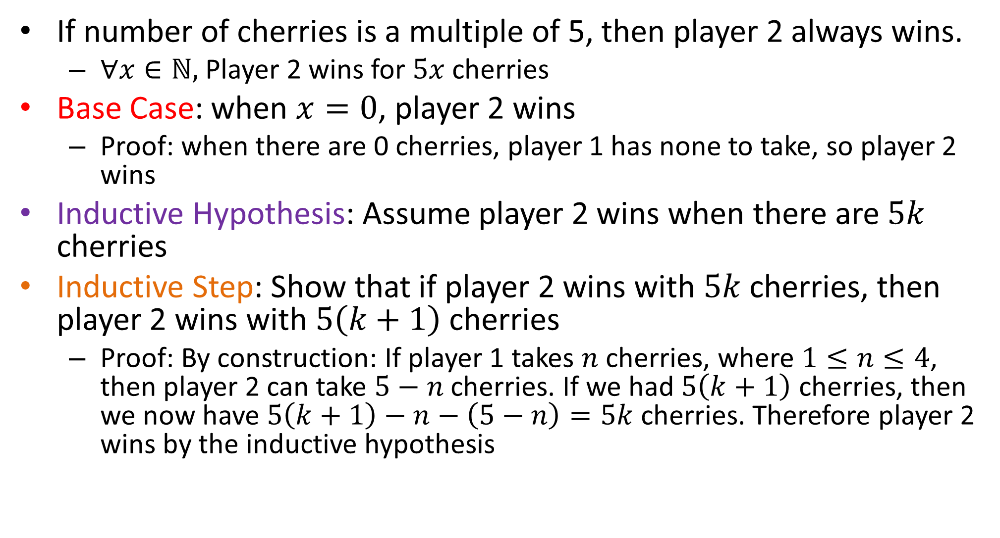 • If number of cherries is a multiple of 5, then player 2 always wins.
– ∀𝑥 ∈ ℕ, Player 2 wins for 5𝑥 cherries
• Base Case: when 𝑥 = 0, player 2 wins
– Proof: when there are 0 cherries, player 1 has none to take, so player 2
wins
• Inductive Hypothesis: Assume player 2 wins when there are 5𝑘
cherries
• Inductive Step: Show that if player 2 wins with 5𝑘 cherries, then
player 2 wins with 5(𝑘 + 1) cherries
– Proof: By construction: If player 1 takes 𝑛 cherries, where 1 ≤ 𝑛 ≤ 4,
then player 2 can take 5 − 𝑛 cherries. If we had 5(𝑘 + 1) cherries, then
we now have 5(𝑘 + 1) − 𝑛 − (5 − 𝑛) = 5𝑘 cherries. Therefore player 2
wins by the inductive hypothesis